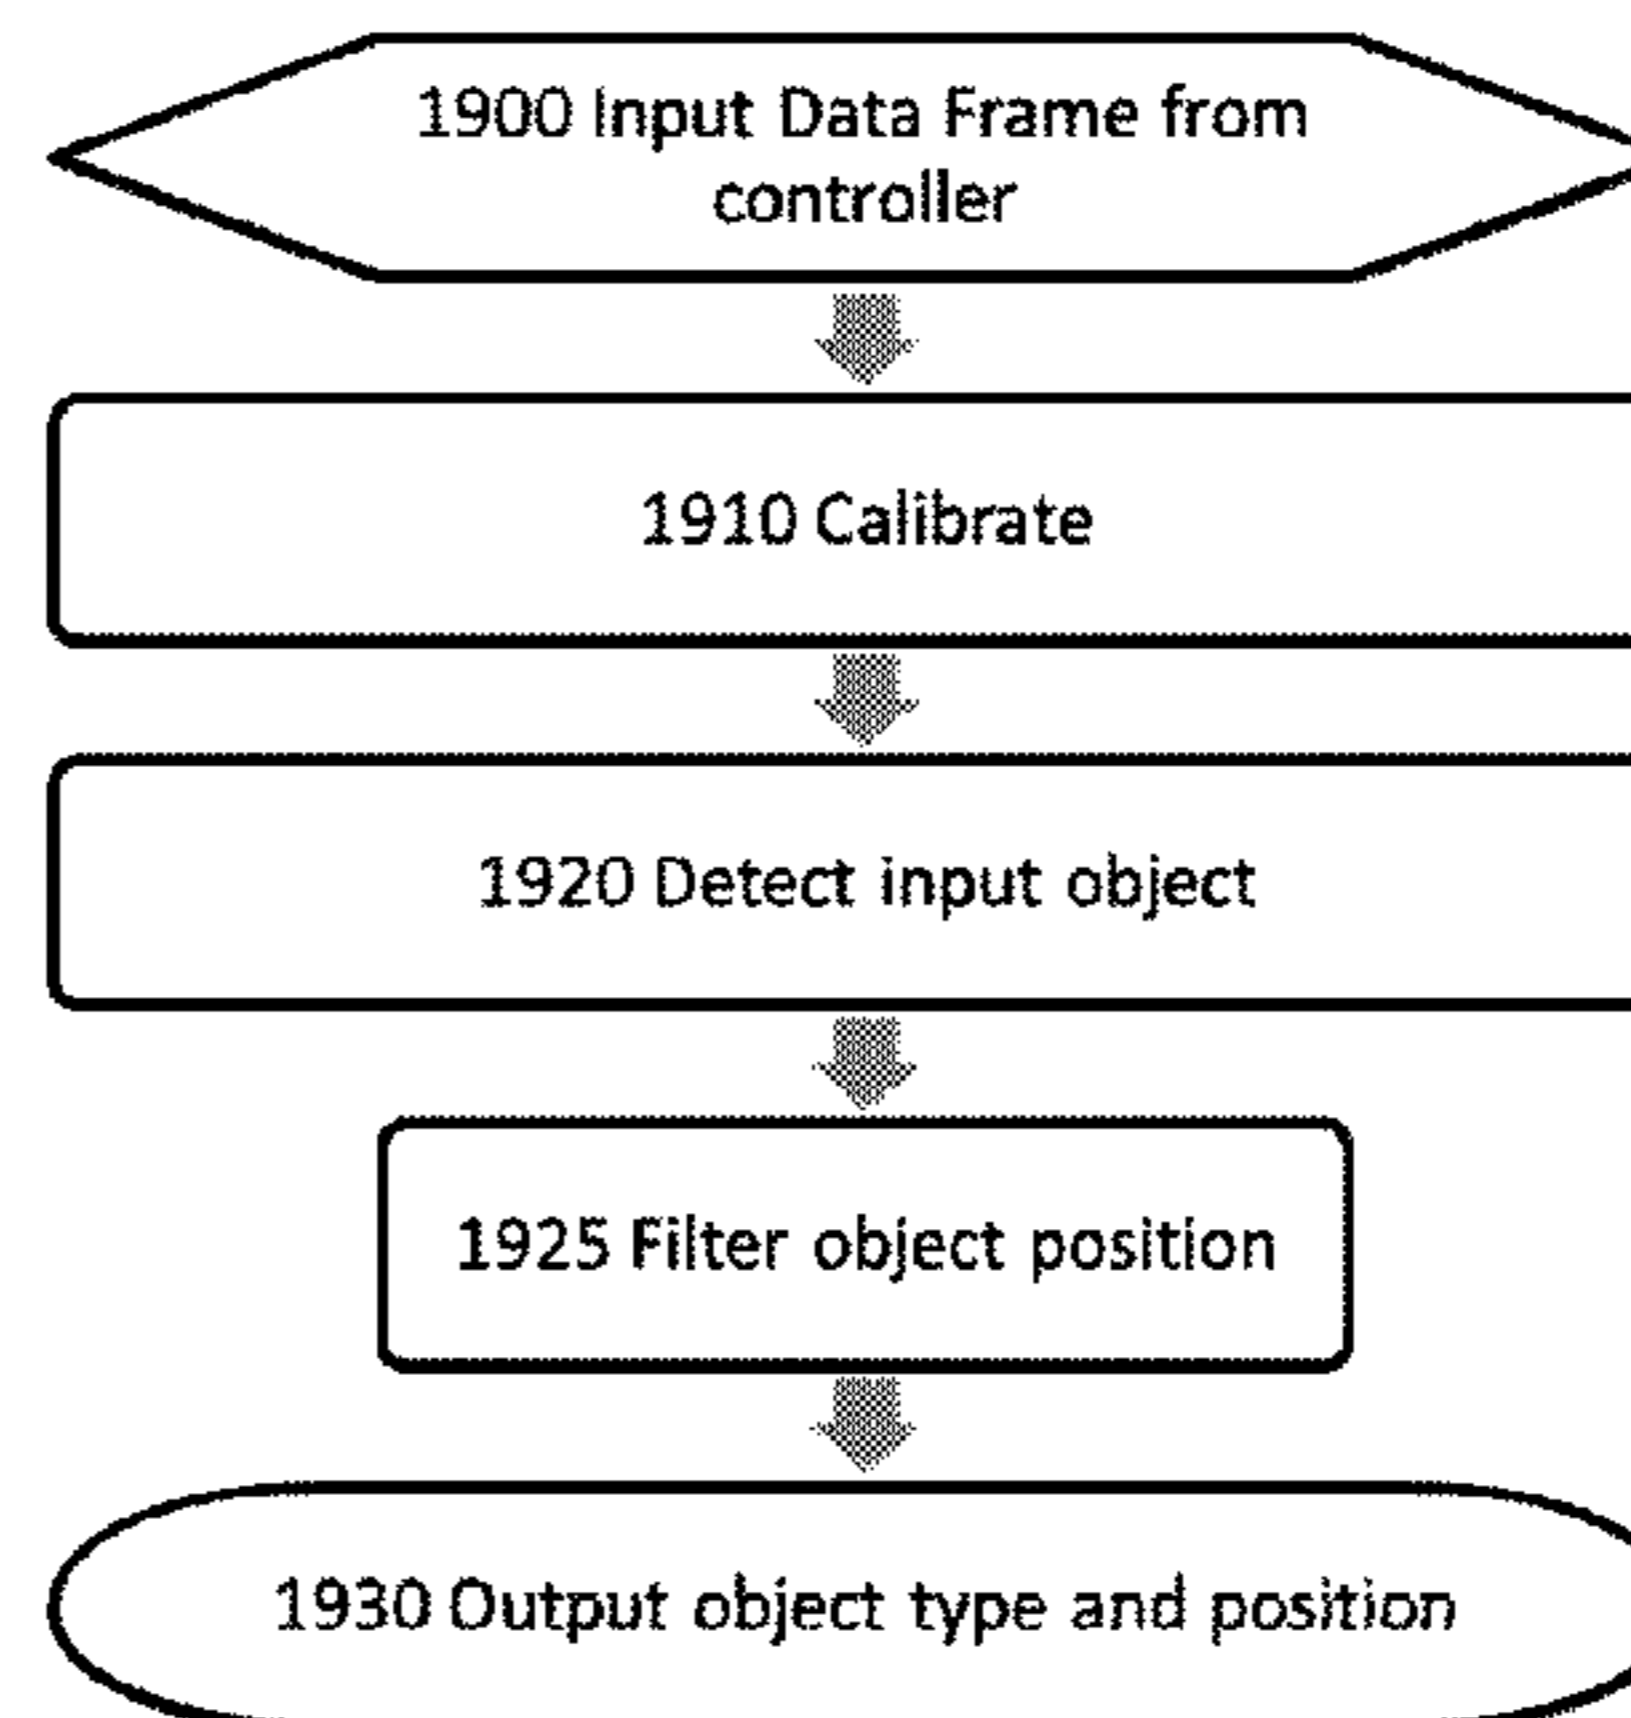 1900 Input Data Frame from
controller
1910 Calibrate
1920 Detect input object
1925 Filter object position
1930 Output object type and position